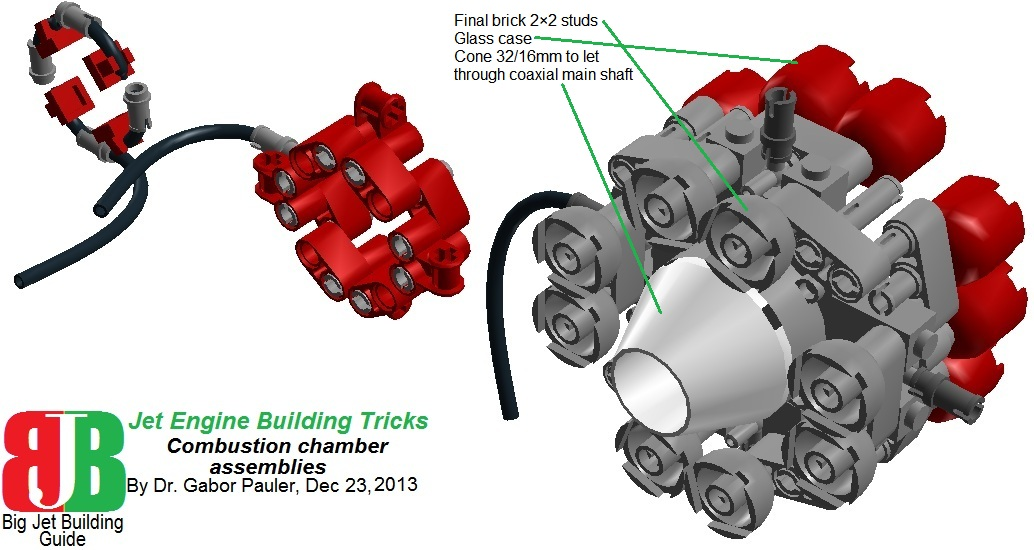 Final brick 2×2 studs
Glass case
Cone 32/16mm to let
through coaxial main shaft
BJB
Jet Engine Building Tricks
Combustion chamber
assemblies
By Dr. Gabor Pauler, Dec 23, 2013
Big Jet Building
Guide